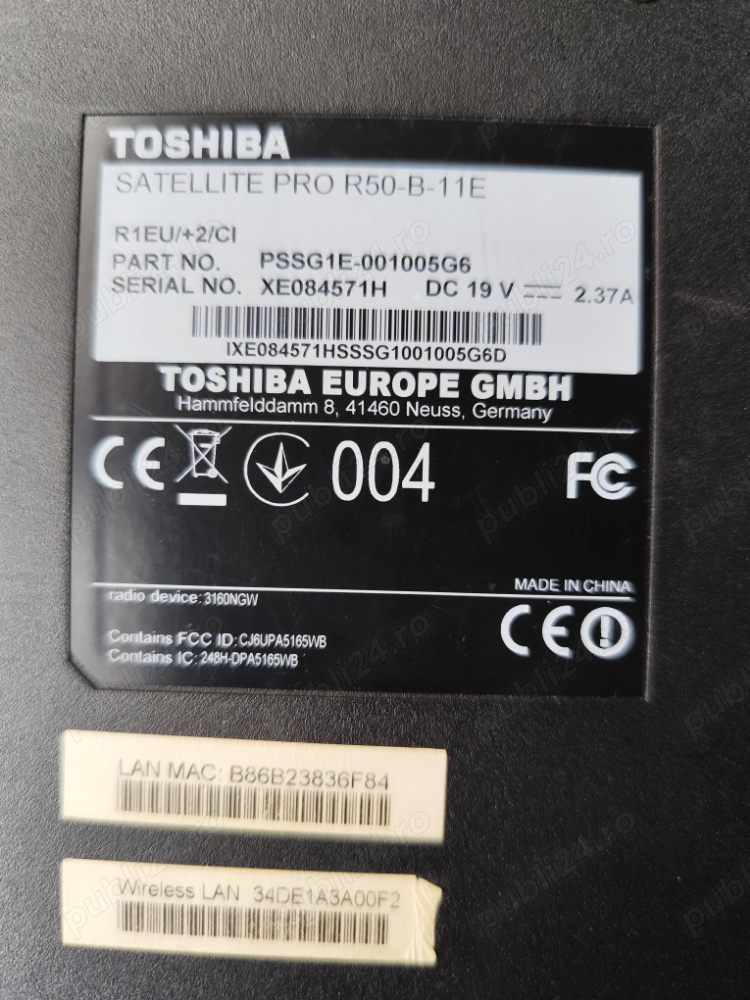 TOSHIBA
SATELLITE PRO R50-B-11E
R1EU/+2/CI
PART NO. PSSG1E-001005G6
SERIAL NO. XE084571H DC 19 V 2.37A
IXE084571HSSSG1001005G6D
TOSHIBA EUROPE GMBH
Hammfelddamm 8, 41460 Neuss, Germany
CE 004 FC
MADE IN CHINA
radio device: 3160NGW
Contains FCC ID: CJ6UPA5165WB
Contains IC: 248H-DPA5165WB
CE
LAN MAC: B86B23836F84
Wireless LAN 34DE1A3A00F2
publi24.ro